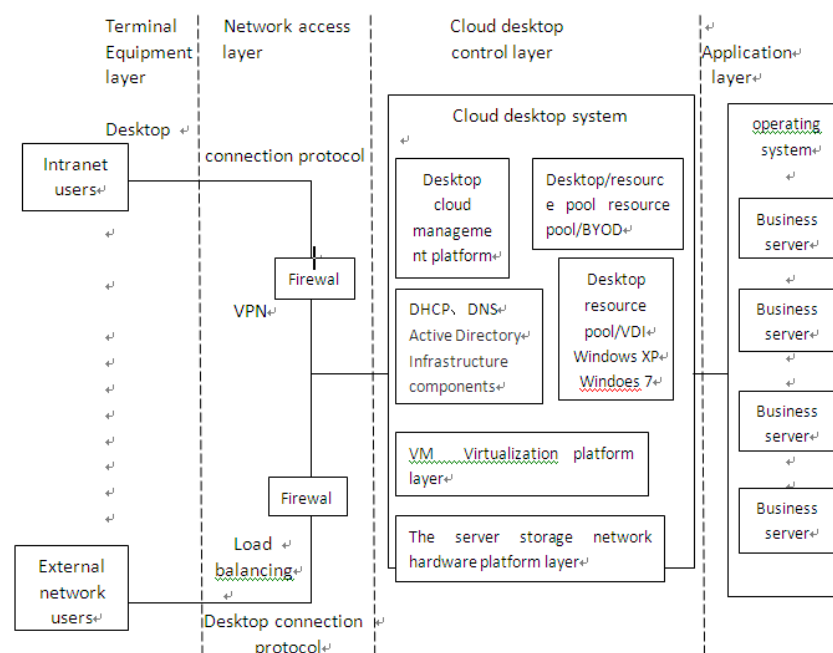 Terminal
Equipment
layer
Network access
layer
Cloud desktop
control layer
Application
layer
Desktop
connection protocol
Intranet
users
Firewal
VPN
Firewal
Load
balancing
External
network
users
Desktop connection
protocol
Cloud desktop system
Desktop
cloud
manageme
nt platform
Desktop/resourc
e pool resource
pool/BYOD
DHCP、DNS
Active Directory
Infrastructure
components
Desktop
resource
pool/VDI
Windows XP
Windoes 7
VM Virtualization platform
layer
The server storage network
hardware platform layer
operating
system
Business
server
Business
server
Business
server
Business
server